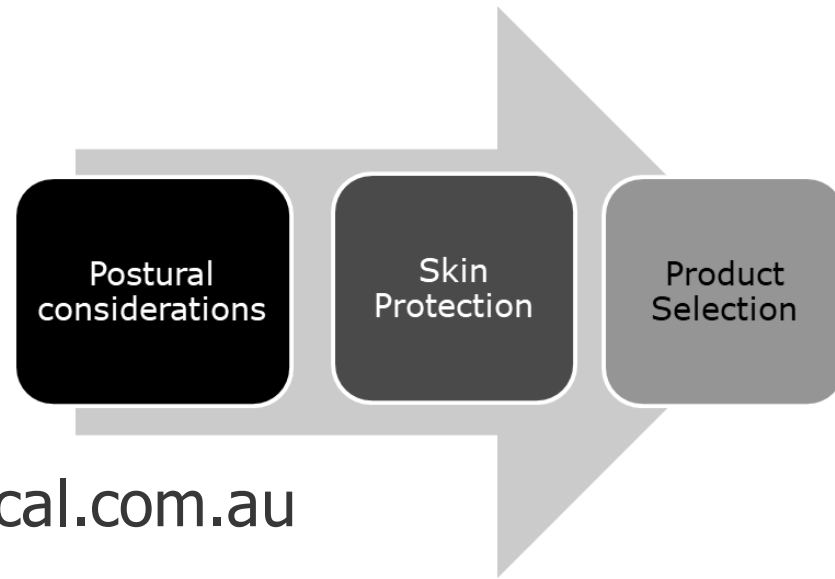 Postural
considerations
Skin
Protection
Product
Selection
cal.com.au